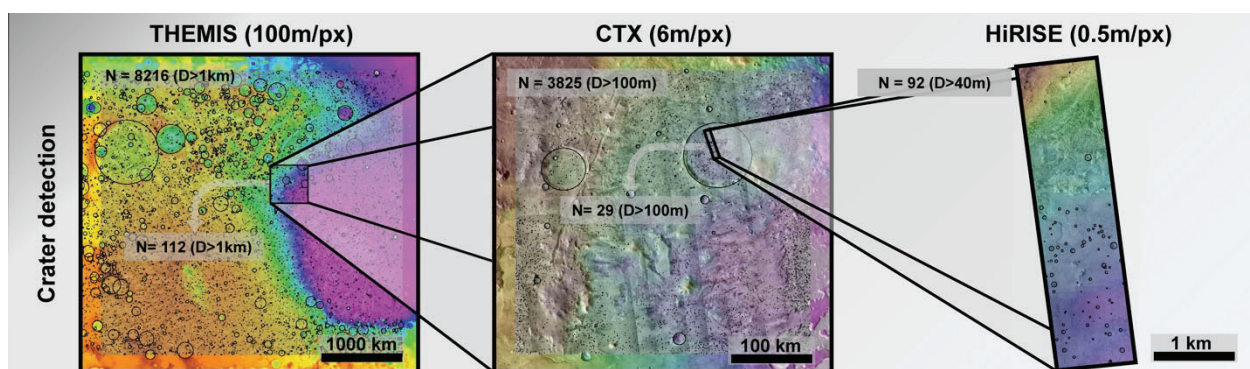 THEMIS (100m/px)
CTX (6m/px)
HiRISE (0.5m/px)
Crater detection
N = 8216 (D>1km)
N= 112 (D>1km)
1000 km
N = 3825 (D>100m)
N= 29 (D>100m)
100 km
N = 92 (D>40m)
1 km